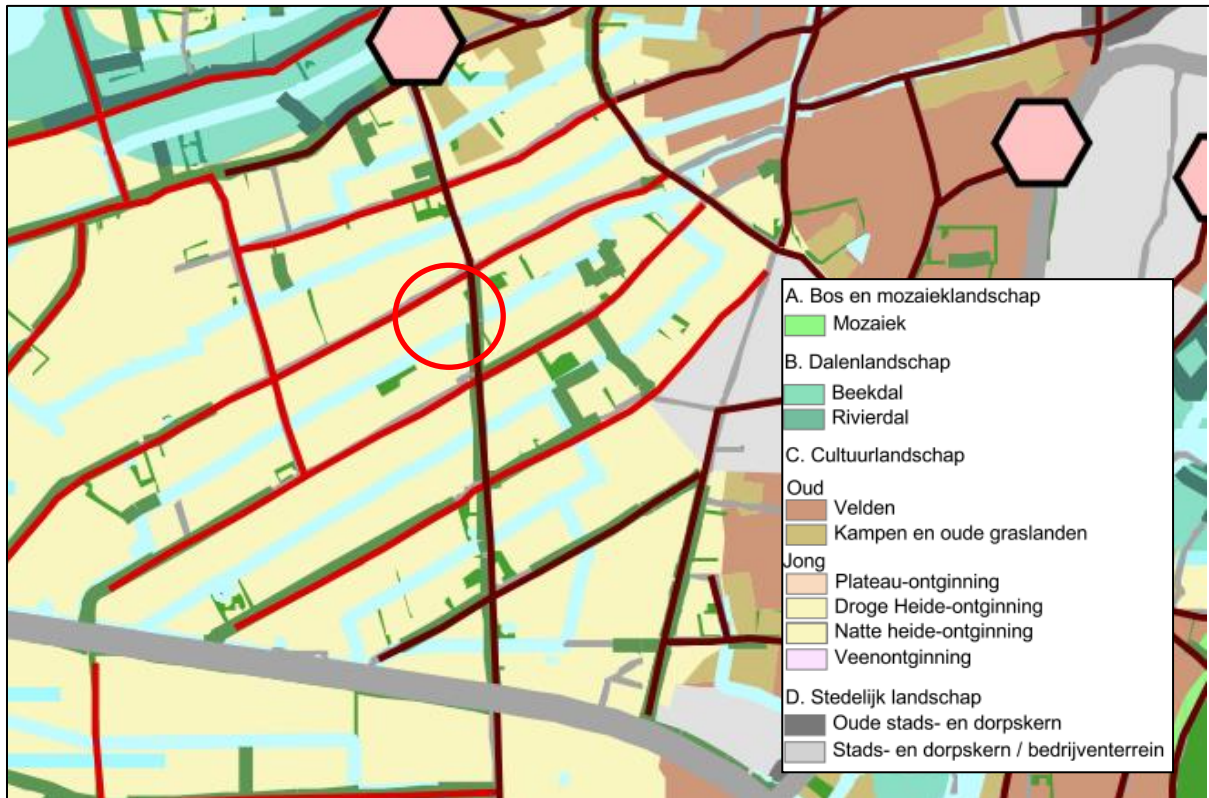 A. Bos en mozaieklandschap
Mozaiek
B. Dalenlandschap
Beekdal
Rivierdal
C. Cultuurlandschap
Oud
Velden
Kampen en oude graslanden
Jong
Plateau-ontginning
Droge Heide-ontginning
Natte heide-ontginning
Veenontginning
D. Stedelijk landschap
Oude stads- en dorpskern
Stads- en dorpskern / bedrijventerrein